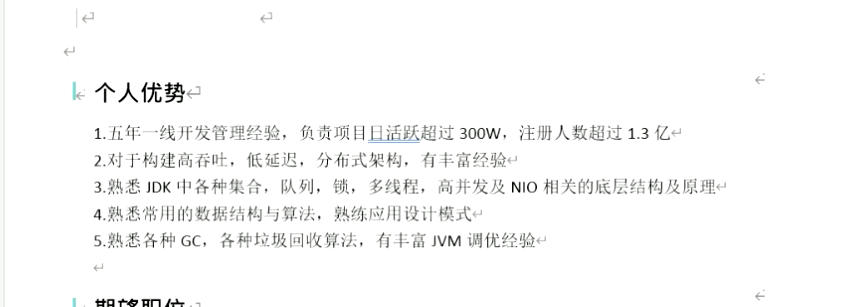 个人优势
1.五年一线开发管理经验，负责项目日活跃超过 300W，注册人数超过 1.3 亿
2.对于构建高吞吐，低延迟，分布式架构，有丰富经验
3.熟悉 JDK 中各种集合，队列，锁，多线程，高并发及 NIO 相关的底层结构及原理
4.熟悉常用的数据结构与算法，熟练应用设计模式
5.熟悉各种 GC，各种垃圾回收算法，有丰富 JVM 调优经验
期望职位